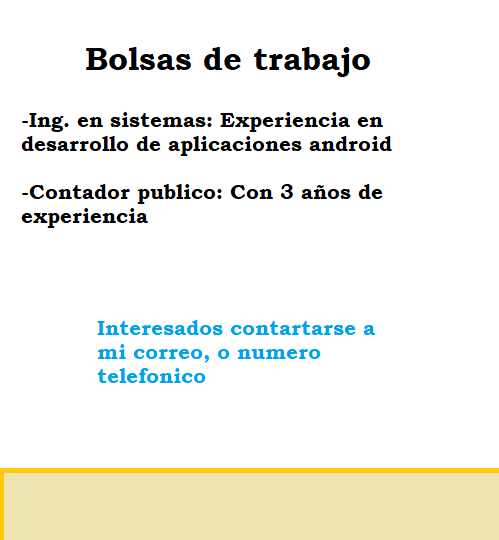 Bolsas de trabajo
-Ing. en sistemas: Experiencia en
desarrollo de aplicaciones android
-Contador publico: Con 3 años de
experiencia
Interesados contartarse a
mi correo, o numero
telefonico